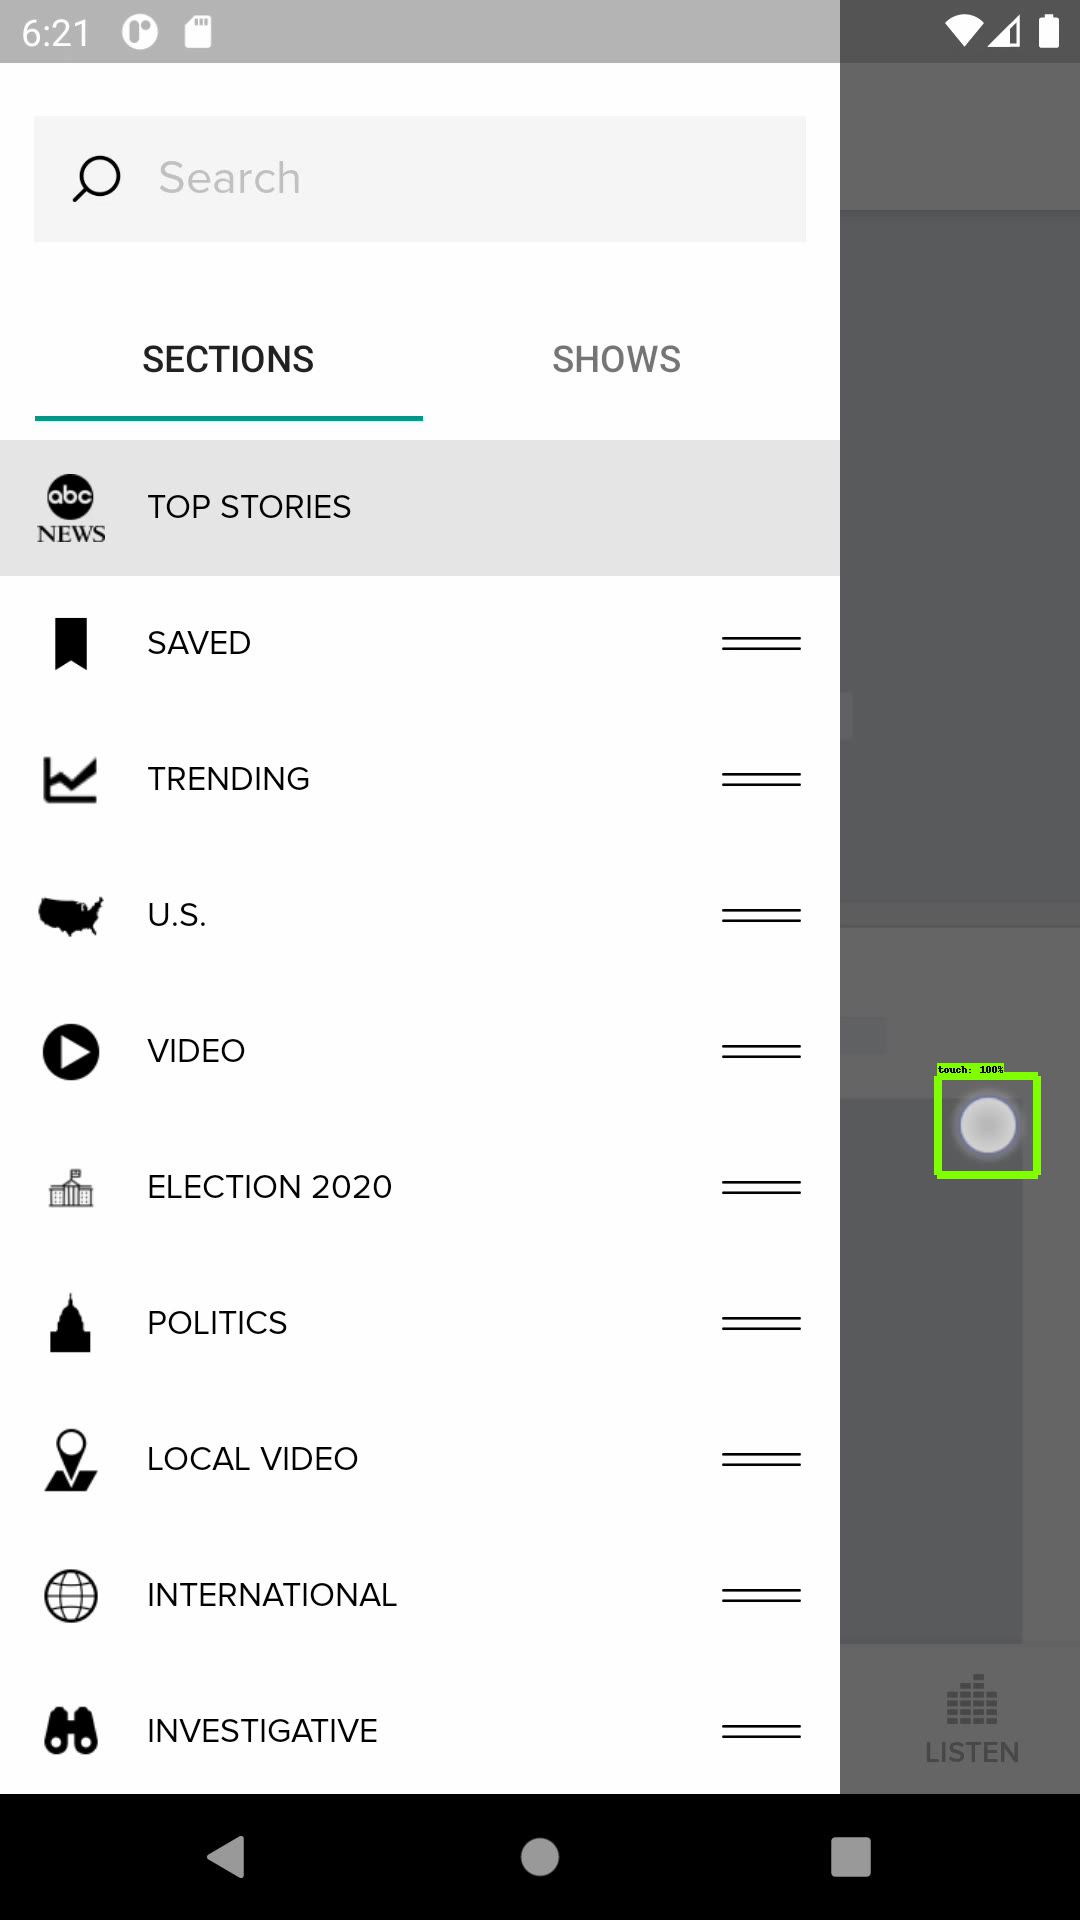 6:21
Search
SECTIONS
SHOWS
abc
NEWS
TOP STORIES
SAVED
TRENDING
U.S.
VIDEO
touch: 100%
ELECTION 2020
POLITICS
LOCAL VIDEO
INTERNATIONAL
INVESTIGATIVE
LISTEN